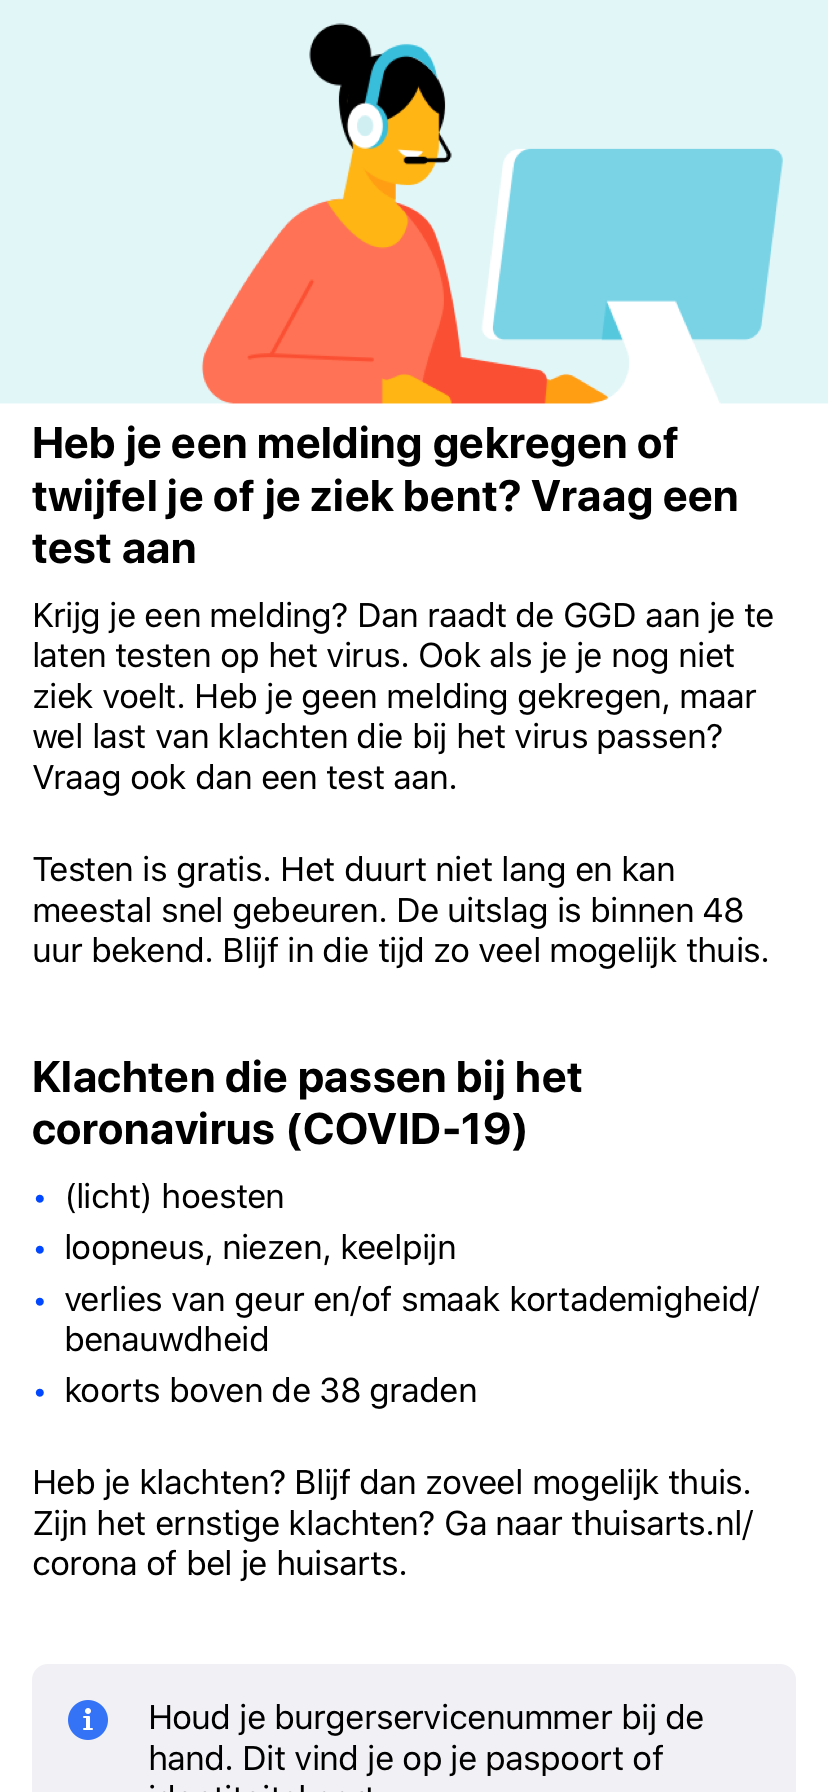 Heb je een melding gekregen of
twijfel je of je ziek bent? Vraag een
test aan
Krijg je een melding? Dan raadt de GGD aan je te
laten testen op het virus. Ook als je je nog niet
ziek voelt. Heb je geen melding gekregen, maar
wel last van klachten die bij het virus passen?
Vraag ook dan een test aan.
Testen is gratis. Het duurt niet lang en kan
meestal snel gebeuren. De uitslag is binnen 48
uur bekend. Blijf in die tijd zo veel mogelijk thuis.
Klachten die passen bij het
coronavirus (COVID-19)
• (licht) hoesten
• loopneus, niezen, keelpijn
• verlies van geur en/of smaak kortademigheid/
benauwdheid
• koorts boven de 38 graden
Heb je klachten? Blijf dan zoveel mogelijk thuis.
Zijn het ernstige klachten? Ga naar thuisarts.nl/
corona of bel je huisarts.
Houd je burgerservicenummer bij de
hand. Dit vind je op je paspoort of